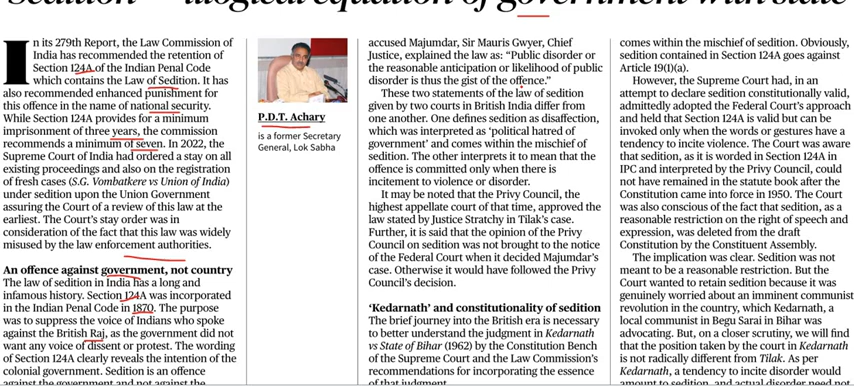 Sedition
illogical equation of government with state
In its 279th Report, the Law Commission of
India has recommended the retention of
Section 124A of the Indian Penal Code
which contains the Law of Sedition. It has
also recommended enhanced punishment for
this offence in the name of national security.
While Section 124A provides for a minimum
imprisonment of three years, the commission
recommends a minimum of seven. In 2022, the
Supreme Court of India had ordered a stay on all
existing proceedings and also on the registration
of fresh cases (S.G. Vombatkere vs Union of India)
under sedition upon the Union Government
assuring the Court of a review of this law at the
earliest. The Court's stay order was in
consideration of the fact that this law was widely
misused by the law enforcement authorities.
An offence against government, not country
The law of sedition in India has a long and
infamous history. Section 124A was incorporated
in the Indian Penal Code in 1870. The purpose
was to suppress the voice of Indians who spoke
against the British Raj, as the government did not
want any voice of dissent or protest. The wording
of Section 124A clearly reveals the intention of the
colonial government. Sedition is an offence
against the government and not against the
P.D.T. Achary
is a former Secretary
General, Lok Sabha
accused Majumdar, Sir Mauris Gwyer, Chief
Justice, explained the law as: "Public disorder or
the reasonable anticipation or likelihood of public
disorder is thus the gist of the offence."
These two statements of the law of sedition
given by two courts in British India differ from
one another. One defines sedition as disaffection,
which was interpreted as 'political hatred of
government' and comes within the mischief of
sedition. The other interprets it to mean that the
offence is committed only when there is
incitement to violence or disorder.
It may be noted that the Privy Council, the
highest appellate court of that time, approved the
law stated by Justice Stratchy in Tilak's case.
Further, it is said that the opinion of the Privy
Council on sedition was not brought to the notice
of the Federal Court when it decided Majumdar's
case. Otherwise it would have followed the Privy
Council's decision.
'Kedarnath' and constitutionality of sedition
The brief journey into the British era is necessary
to better understand the judgment in Kedarnath
vs State of Bihar (1962) by the Constitution Bench
of the Supreme Court and the Law Commission's
recommendations for incorporating the essence
of that judgment
comes within the mischief of sedition. Obviously,
sedition contained in Section 124A goes against
Article 19(1)(a).
However, the Supreme Court had, in an
attempt to declare sedition constitutionally valid,
admittedly adopted the Federal Court's approach
and held that Section 124A is valid but can be
invoked only when the words or gestures have a
tendency to incite violence. The Court was aware
that sedition, as it is worded in Section 124A in
IPC and interpreted by the Privy Council, could
not have remained in the statute book after the
Constitution came into force in 1950. The Court
was also conscious of the fact that sedition, as a
reasonable restriction on the right of speech and
expression, was deleted from the draft
Constitution by the Constituent Assembly.
The implication was clear. Sedition was not
meant to be a reasonable restriction. But the
Court wanted to retain sedition because it was
genuinely worried about an imminent communist
revolution in the country, which Kedarnath, a
local communist in Begu Sarai in Bihar was
advocating. But, on a closer scrutiny, we will find
that the position taken by the court in Kedarnath
is not radically different from Tilak. As per
Kedarnath, a tendency to incite disorder would
amount to sedition, and actual disorder need not